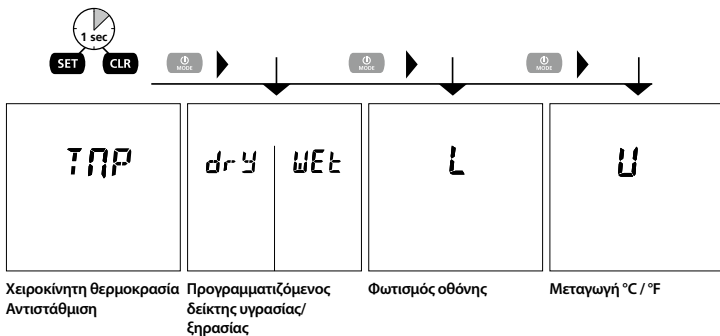 1 sec
SET CLR
MODE MODE MODE
TMP dry WEt L U
Χειροκίνητη θερμοκρασία Προγραμματιζόμενος Φωτισμός οθόνης Μεταγωγή °C / °F
Αντιστάθμιση δείκτης υγρασίας/
ξηρασίας